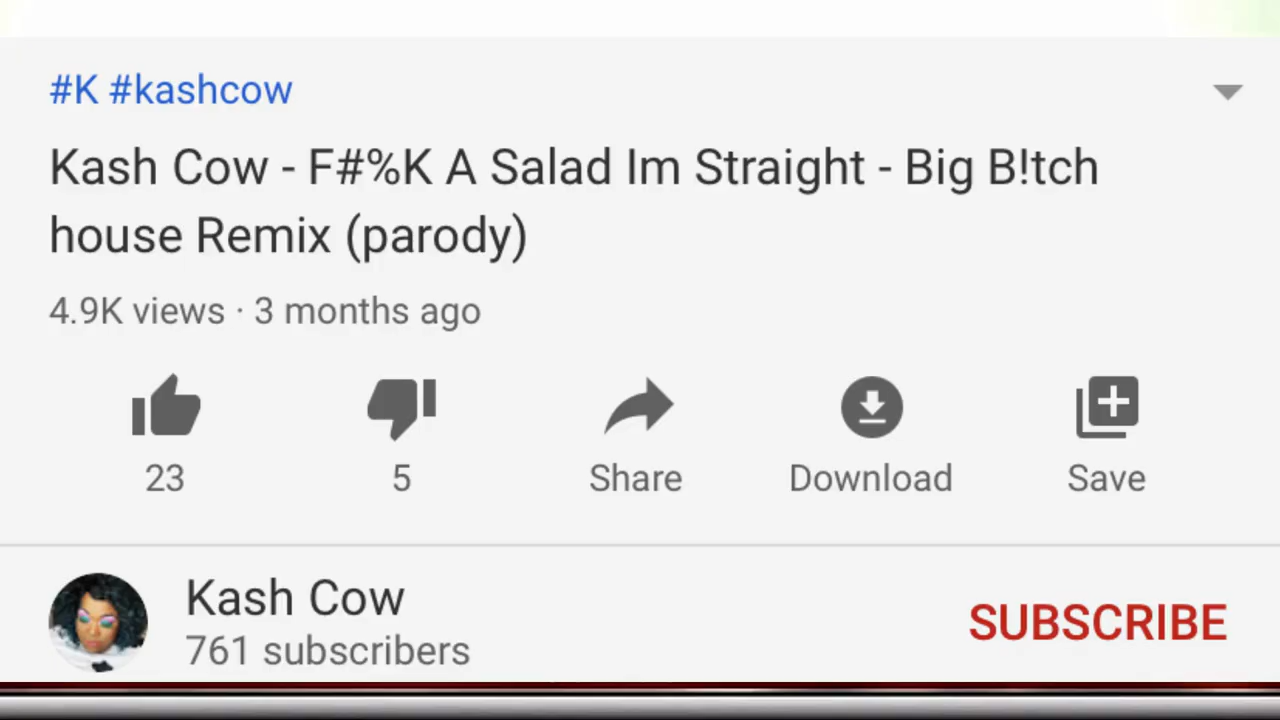 #K #kashcow
Kash Cow - F#%K A Salad Im Straight - Big B!tch
house Remix (parody)
4.9K views · 3 months ago
23
5
Share
Download
Save
Kash Cow
761 subscribers
SUBSCRIBE